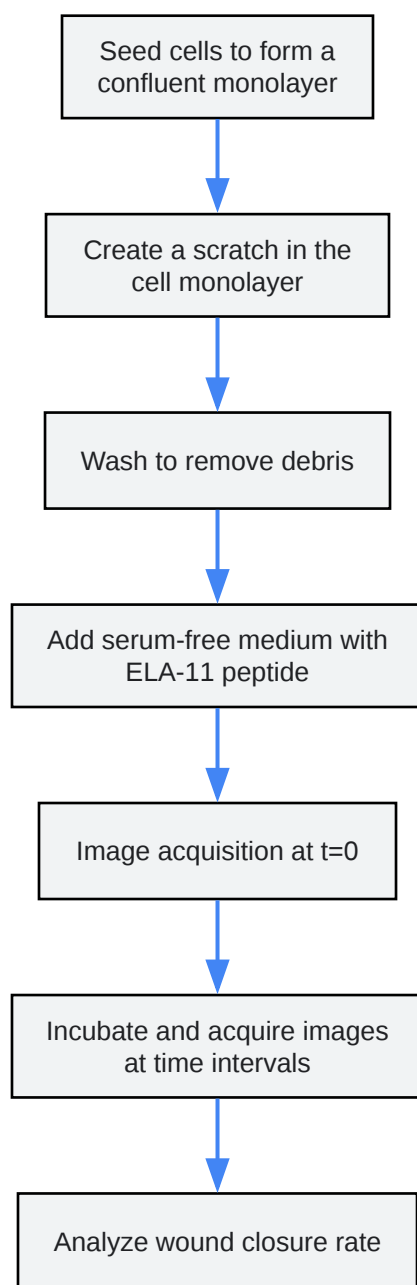 Seed cells to form a
confluent monolayer
Create a scratch in the
cell monolayer
Wash to remove debris
Add serum-free medium with
ELA-11 peptide
Image acquisition at t=0
Incubate and acquire images
at time intervals
Analyze wound closure rate